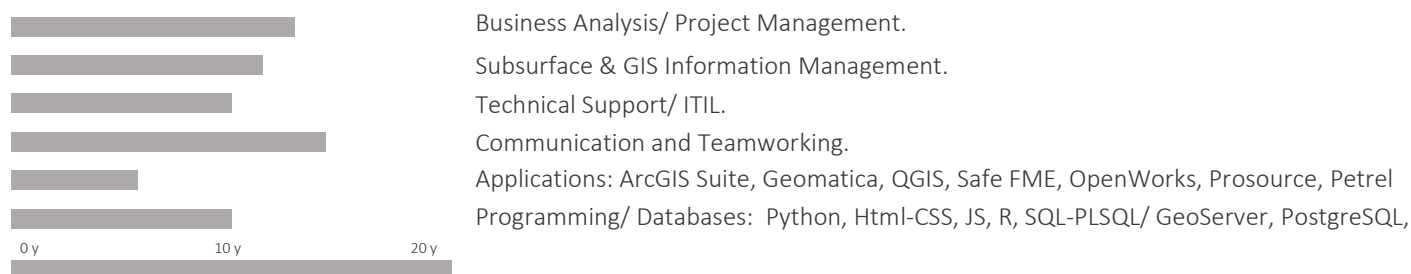 Business Analysis/ Project Management.
Subsurface & GIS Information Management.
Technical Support/ ITIL.
Communication and Teamworking.
Applications: ArcGIS Suite, Geomatica, QGIS, Safe FME, OpenWorks, Prosource, Petrel
Programming/ Databases:  Python, Html-CSS, JS, R, SQL-PLSQL/ GeoServer, PostgreSQL,
0 y 10 y 20 y